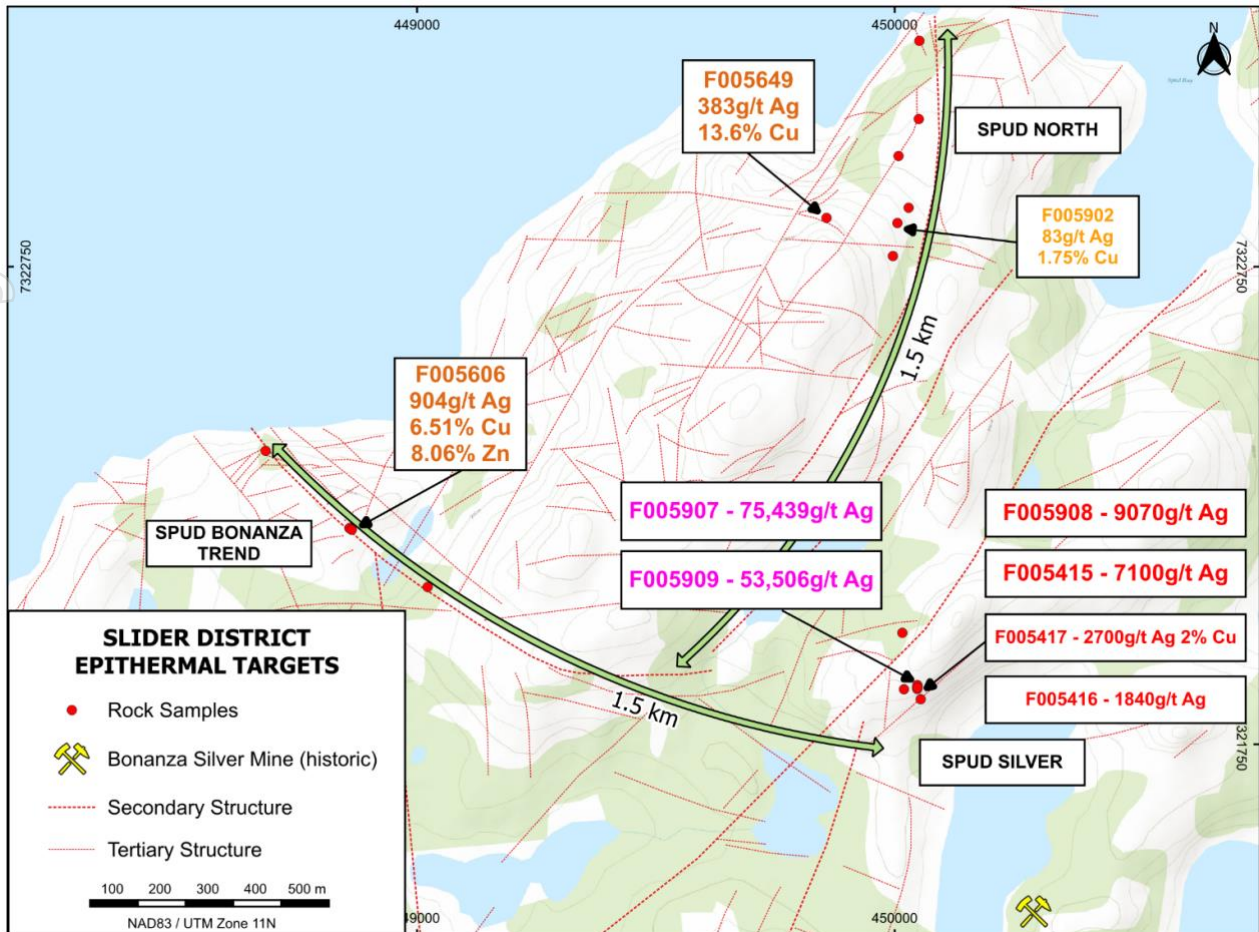 449000
450000
N
Spud Bay
F005649
383g/t Ag
13.6% Cu
SPUD NORTH
F005902
83g/t Ag
1.75% Cu
7322750
7322750
1.5 km
F005606
904g/t Ag
6.51% Cu
8.06% Zn
F005907 - 75,439g/t Ag
F005908 - 9070g/t Ag
SPUD BONANZA
TREND
F005909 - 53,506g/t Ag
F005415 - 7100g/t Ag
F005417 - 2700g/t Ag 2% Cu
F005416 - 1840g/t Ag
1.5 km
SPUD SILVER
321750
SLIDER DISTRICT
EPITHERMAL TARGETS
Rock Samples
Bonanza Silver Mine (historic)
Secondary Structure
Tertiary Structure
100 200 300 400 500 m
NAD83 / UTM Zone 11N
49000
450000